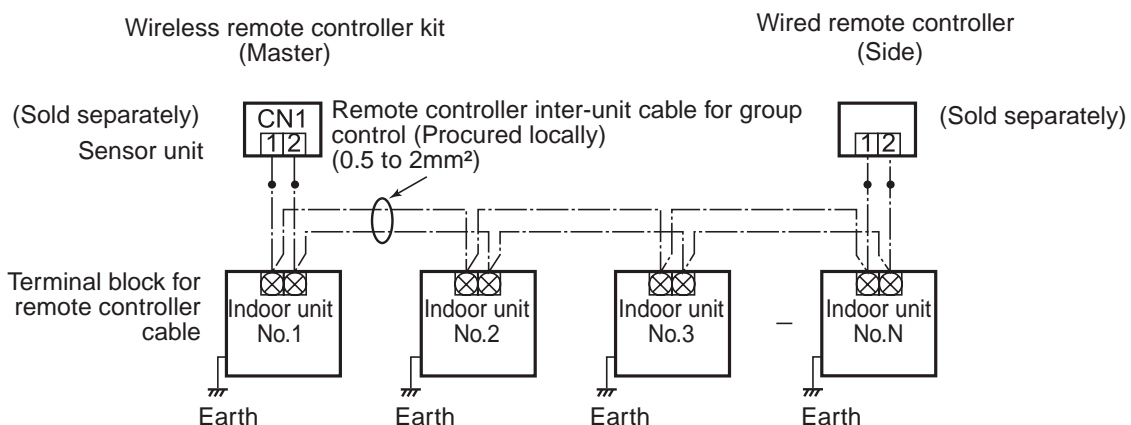 Wireless remote controller kit
(Master)
Wired remote controller
(Side)
(Sold separately)
Sensor unit
CN1
1 2
Remote controller inter-unit cable for group
control (Procured locally)
(0.5 to 2mm²)
1 2
(Sold separately)
Terminal block for
remote controller
cable
Indoor unit
No.1
Indoor unit
No.2
Indoor unit
No.3
–
Indoor unit
No.N
Earth
Earth
Earth
Earth